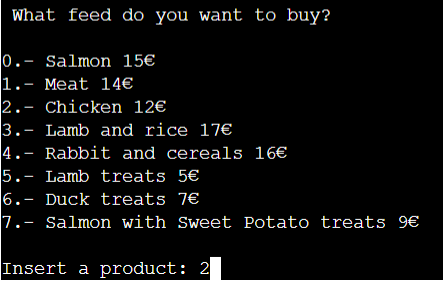 What feed do you want to buy?
0.- Salmon 15€
1.- Meat 14€
2.- Chicken 12€
3.- Lamb and rice 17€
4.- Rabbit and cereals 16€
5.- Lamb treats 5€
6.- Duck treats 7€
7.- Salmon with Sweet Potato treats 9€
Insert a product: 2